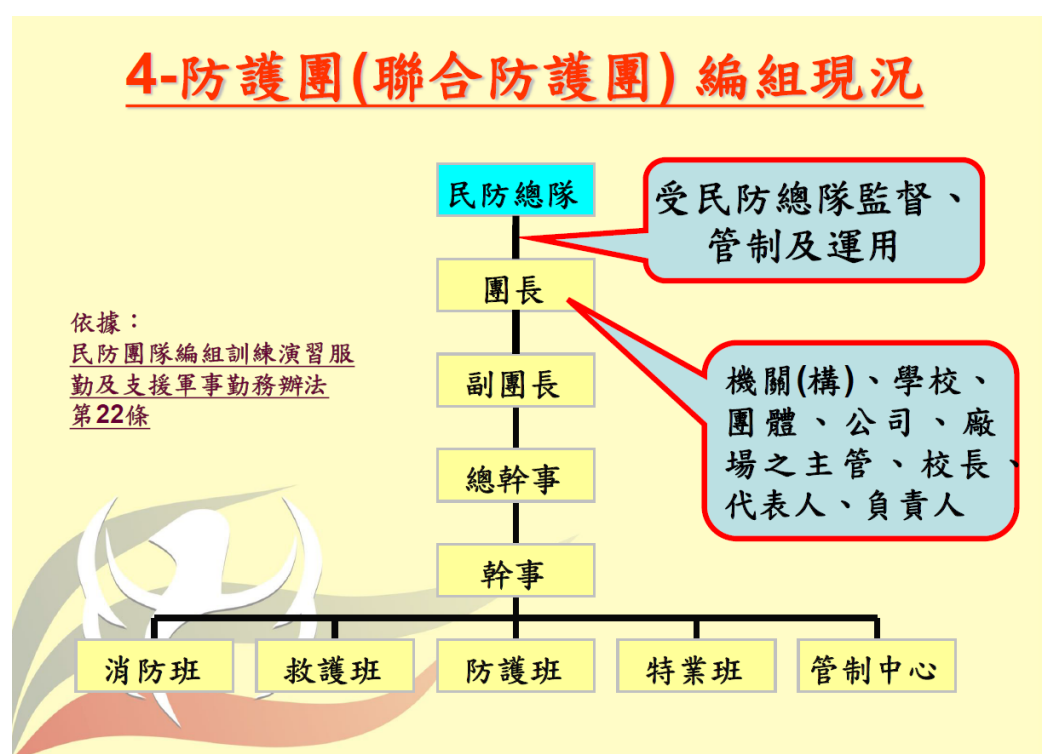 4-防護團(聯合防護團) 編組現況
民防總隊
受民防總隊監督、
管制及運用
團長
依據：
民防團隊編組訓練演習服
勤及支援軍事勤務辦法
第22條
副團長
機關(構)、學校、
團體、公司、廠
場之主管、校長、
代表人、負責人
總幹事
幹事
消防班
救護班
防護班
特業班
管制中心